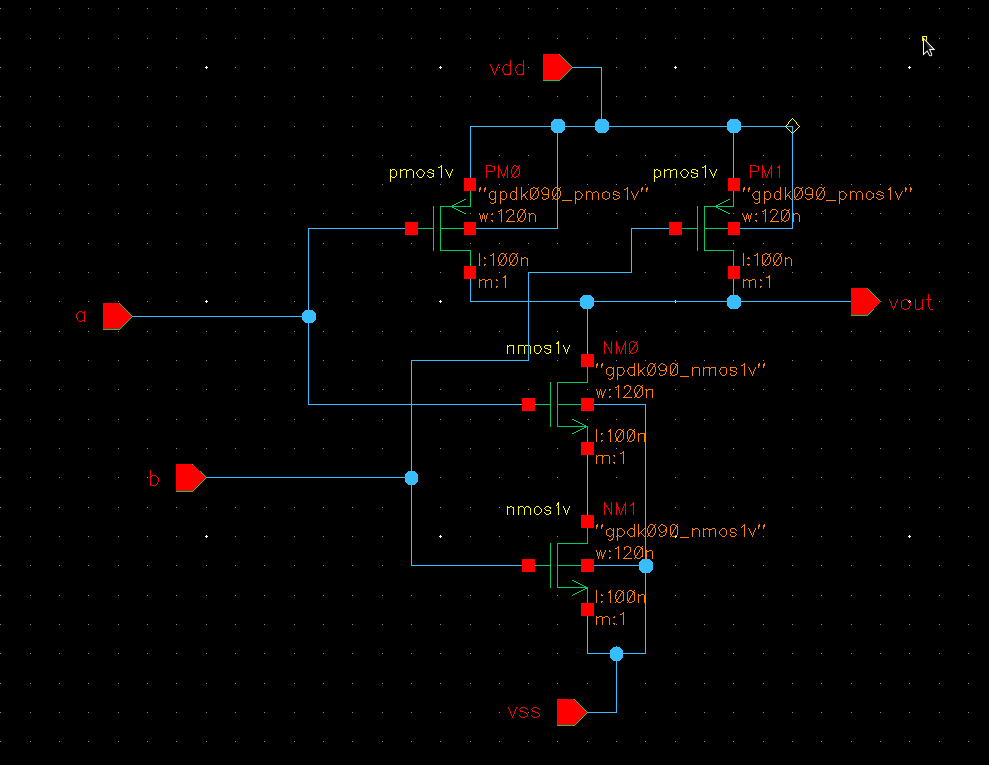 vdd
pmos1v PM0
"gpdk090_pmos1v"
w:120n
l:100n
m:1
pmos1v PM1
"gpdk090_pmos1v"
w:120n
l:100n
m:1
a
vout
nmos1v NM0
"gpdk090_nmos1v"
w:120n
l:100n
m:1
b
nmos1v NM1
"gpdk090_nmos1v"
w:120n
l:100n
m:1
vss